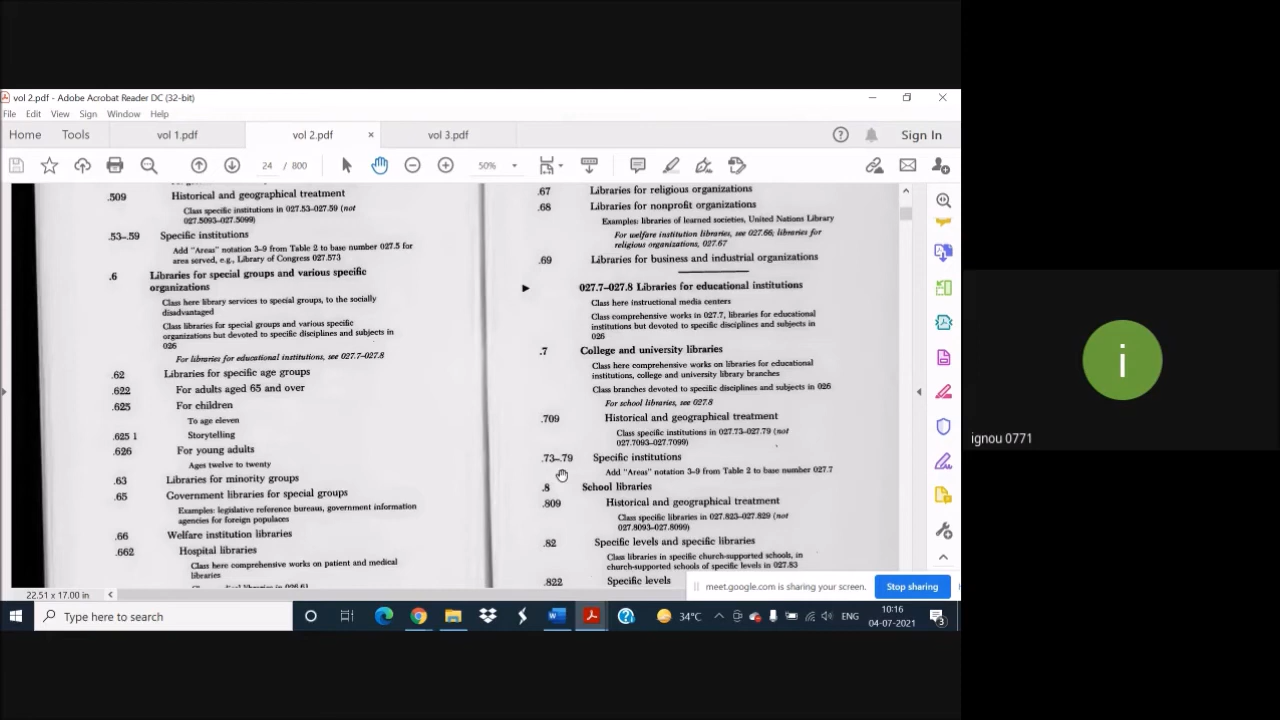 vol 2.pdf - Adobe Acrobat Reader DC (32-bit)
File Edit View Sign Window Help
Home Tools vol 1.pdf vol 2.pdf × vol 3.pdf Sign In
24 / 800 50%
.509 Historical and geographical treatment
Class specific institutions in 027.53–027.59 (not
027.5093–027.5099)
.53–.59 Specific institutions
Add "Areas" notation 3–9 from Table 2 to base number 027.5 for
area served, e.g., Library of Congress 027.573
.6 Libraries for special groups and various specific
organizations
Class here library services to special groups, to the socially
disadvantaged
Class libraries for special groups and various specific
organizations but devoted to specific disciplines and subjects in
026
For libraries for educational institutions, see 027.7–027.8
.62 Libraries for specific age groups
.622 For adults aged 65 and over
.625 For children
To age eleven
.625 1 Storytelling
.626 For young adults
Ages twelve to twenty
.63 Libraries for minority groups
.65 Government libraries for special groups
Examples: legislative reference bureaus, government information
agencies for foreign populaces
.66 Welfare institution libraries
.662 Hospital libraries
Class here comprehensive works on patient and medical
libraries
.67 Libraries for religious organizations
.68 Libraries for nonprofit organizations
Examples: libraries of learned societies, United Nations Library
For welfare institution libraries, see 027.66; libraries for
religious organizations, 027.67
.69 Libraries for business and industrial organizations
027.7–027.8 Libraries for educational institutions
Class here instructional media centers
Class comprehensive works in 027.7, libraries for educational
institutions but devoted to specific disciplines and subjects in
026
.7 College and university libraries
Class here comprehensive works on libraries for educational
institutions, college and university library branches
Class branches devoted to specific disciplines and subjects in 026
For school libraries, see 027.8
.709 Historical and geographical treatment
Class specific institutions in 027.73–027.79 (not
027.7093–027.7099)
.73–.79 Specific institutions
Add "Areas" notation 3–9 from Table 2 to base number 027.7
.8 School libraries
.809 Historical and geographical treatment
Class specific libraries in 027.823–027.829 (not
027.8093–027.8099)
.82 Specific levels and specific libraries
Class libraries in specific church-supported schools, in
church-supported schools of specific levels in 027.83
.822 Specific levels
22.51 x 17.00 in
meet.google.com is sharing your screen. Stop sharing
Type here to search
34°C ENG 10:16
04-07-2021
3
i
ignou 0771